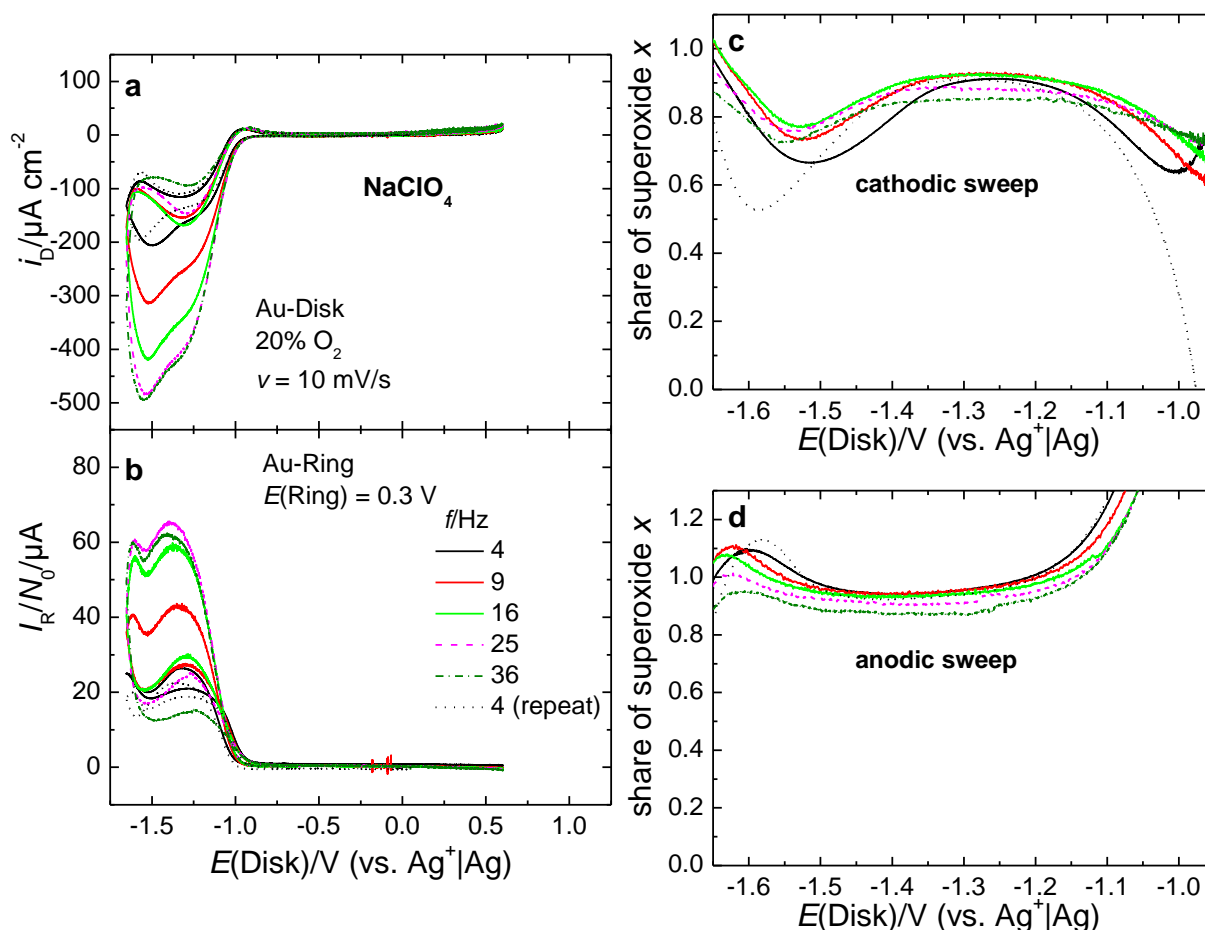 a
100
0
-100
-200
-300
-400
-500
i_D/µA cm⁻²
NaClO₄
Au-Disk
20% O₂
v = 10 mV/s
b
80
60
40
20
0
I_R/N₀/µA
Au-Ring
E(Ring) = 0.3 V
f/Hz
4
9
16
25
36
4 (repeat)
-1.5 -1.0 -0.5 0.0 0.5 1.0
E(Disk)/V (vs. Ag⁺|Ag)
c
1.0
0.8
0.6
0.4
0.2
0.0
share of superoxide x
cathodic sweep
-1.6 -1.5 -1.4 -1.3 -1.2 -1.1 -1.0
E(Disk)/V (vs. Ag⁺|Ag)
d
1.2
1.0
0.8
0.6
0.4
0.2
0.0
share of superoxide x
anodic sweep
-1.6 -1.5 -1.4 -1.3 -1.2 -1.1 -1.0
E(Disk)/V (vs. Ag⁺|Ag)